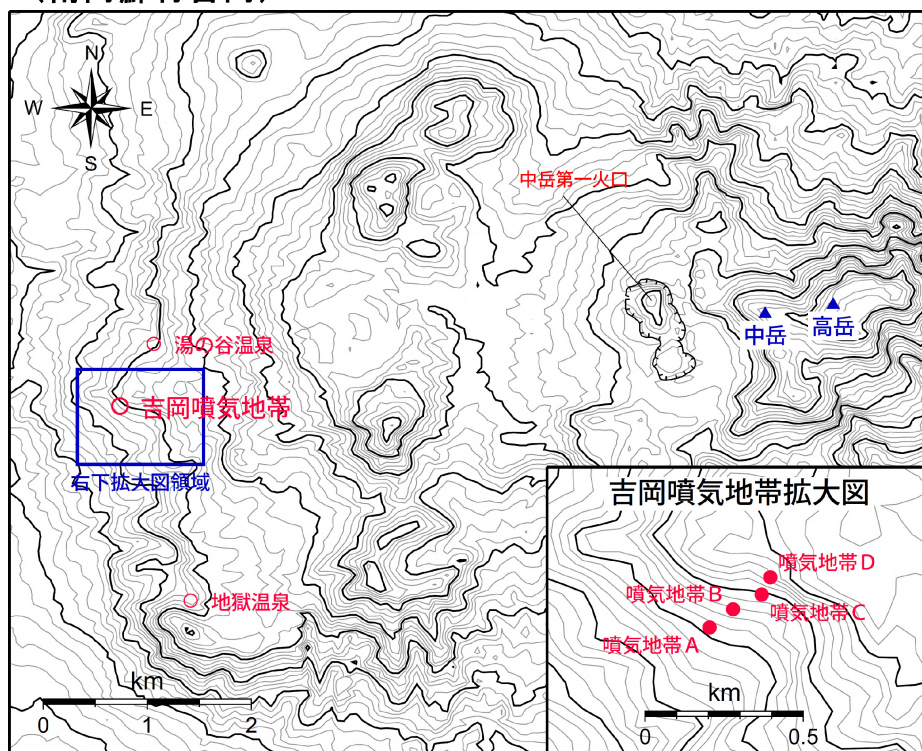 N
W E
S
中岳第一火口
中岳
高岳
湯の谷温泉
吉岡噴気地帯
右下拡大図領域
地獄温泉
km
0 1 2
吉岡噴気地帯拡大図
噴気地帯D
噴気地帯B
噴気地帯C
噴気地帯A
km
0 0.5